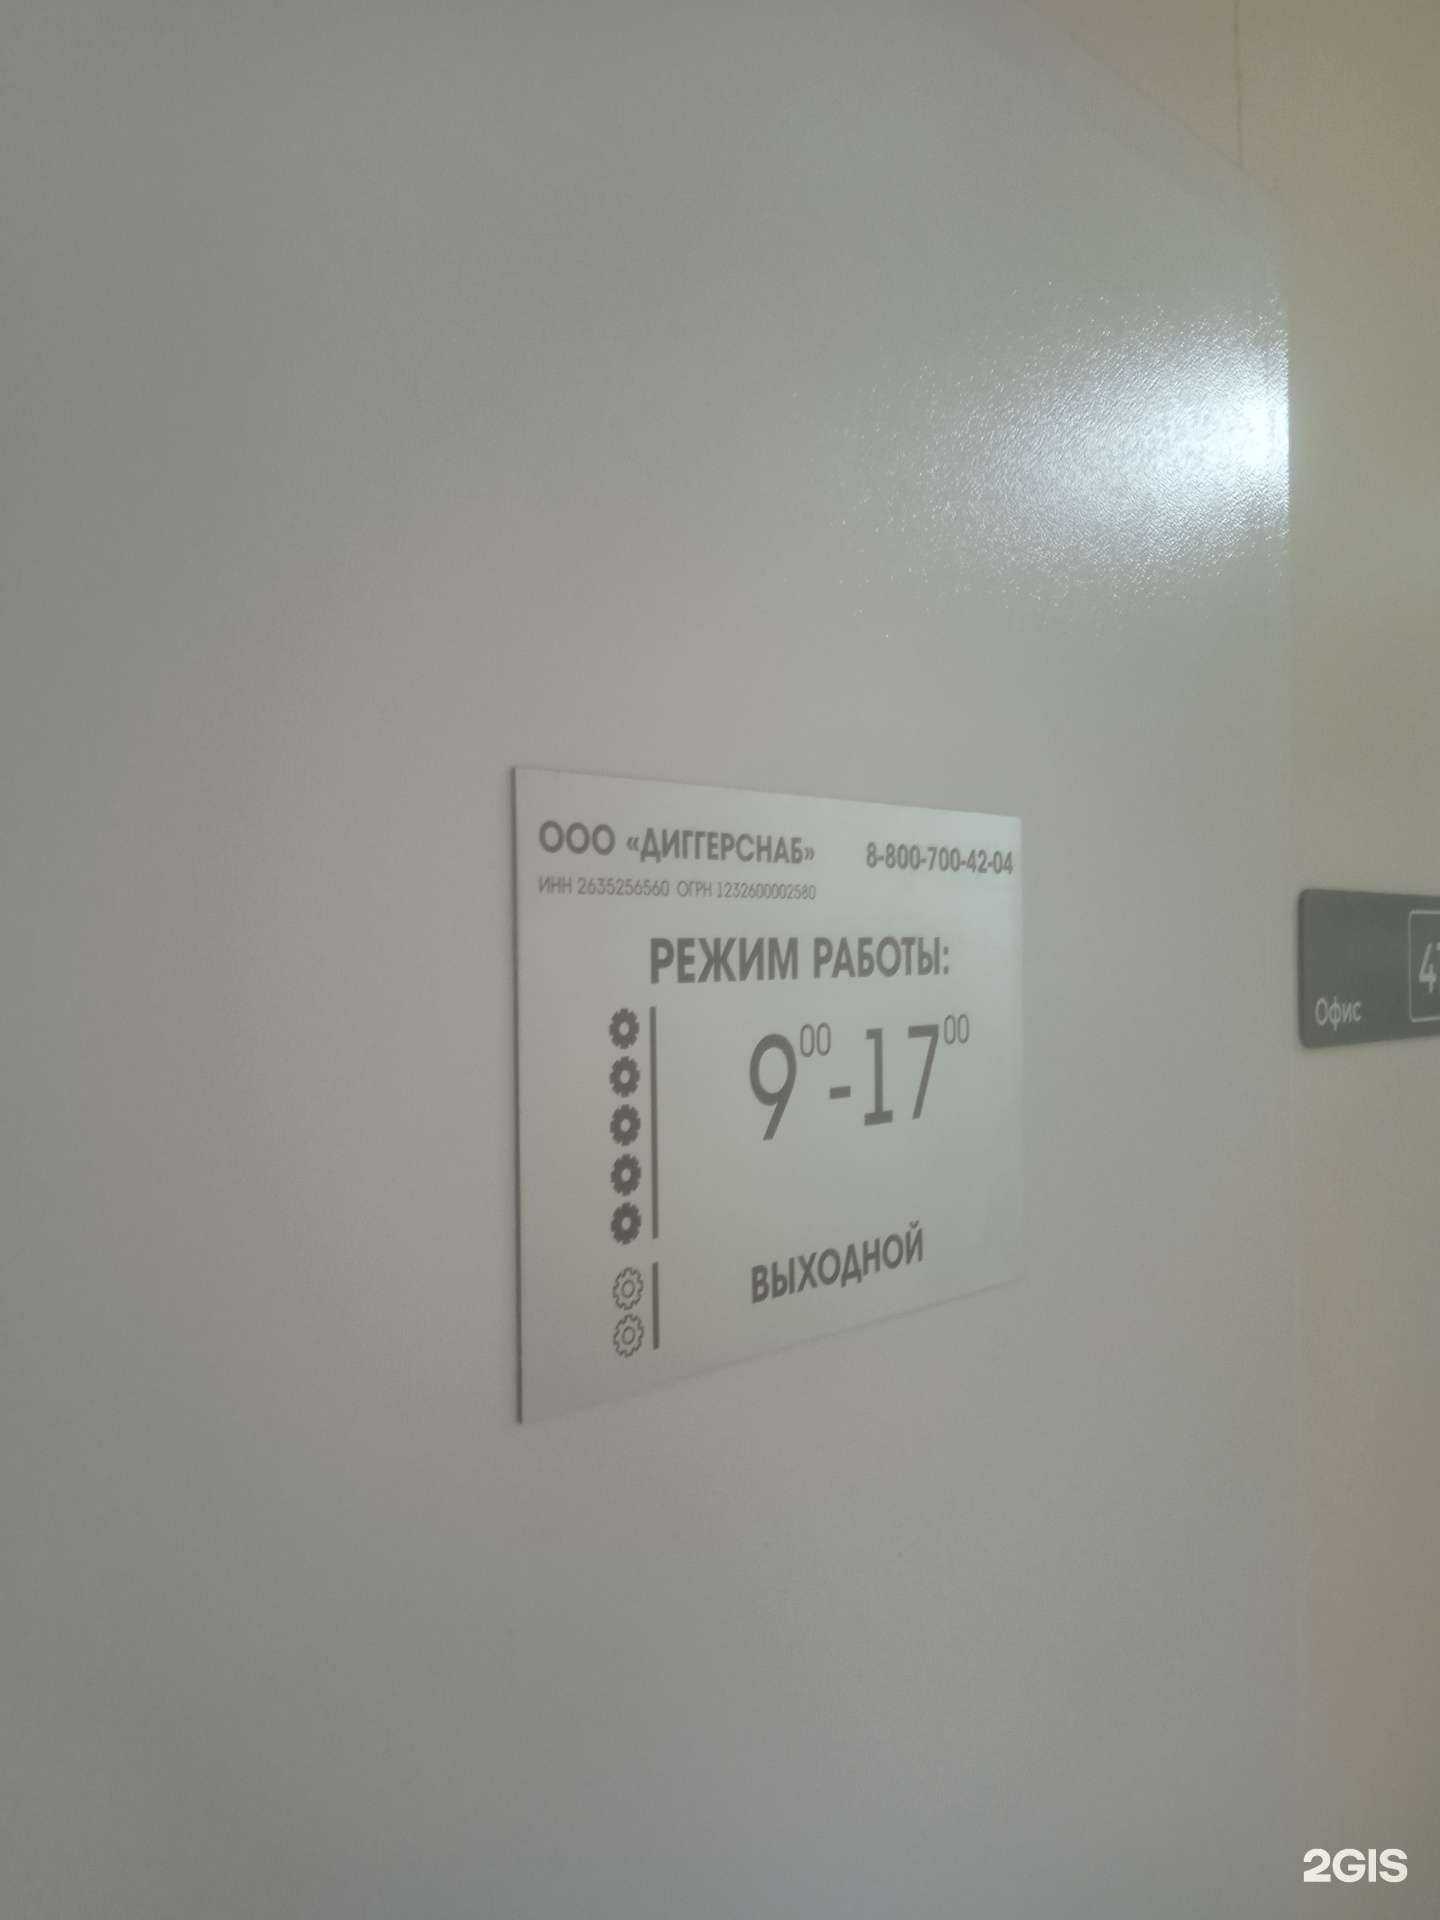 ООО «ДИГГЕРСНАБ» 8-800-700-42-04
ИНН 2635256560 ОГРН 1232600002580
РЕЖИМ РАБОТЫ:
9⁰⁰-17⁰⁰
ВЫХОДНОЙ
Офис
2GIS